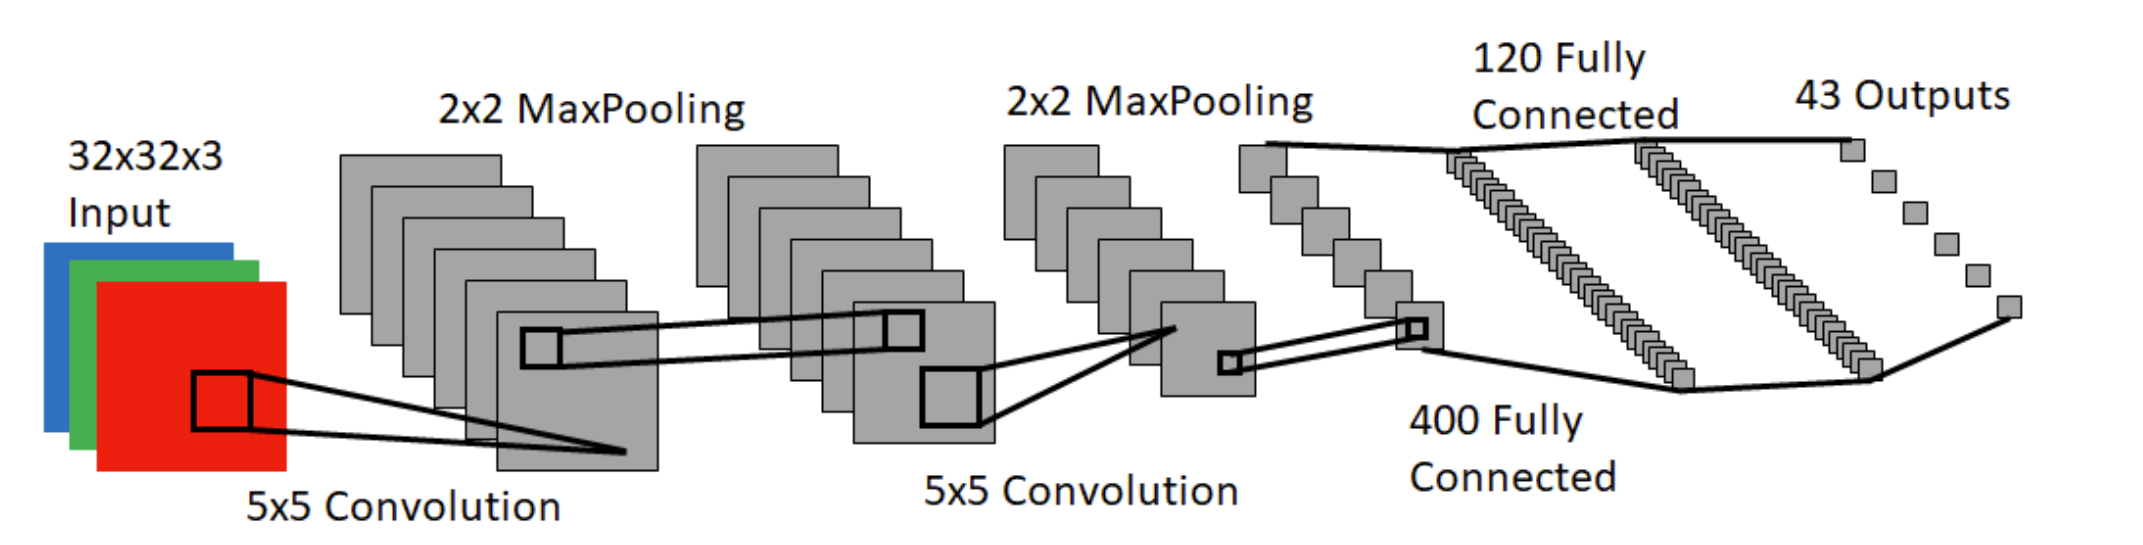 32x32x3
Input
5x5 Convolution
2x2 MaxPooling
5x5 Convolution
2x2 MaxPooling
400 Fully
Connected
120 Fully
Connected
43 Outputs